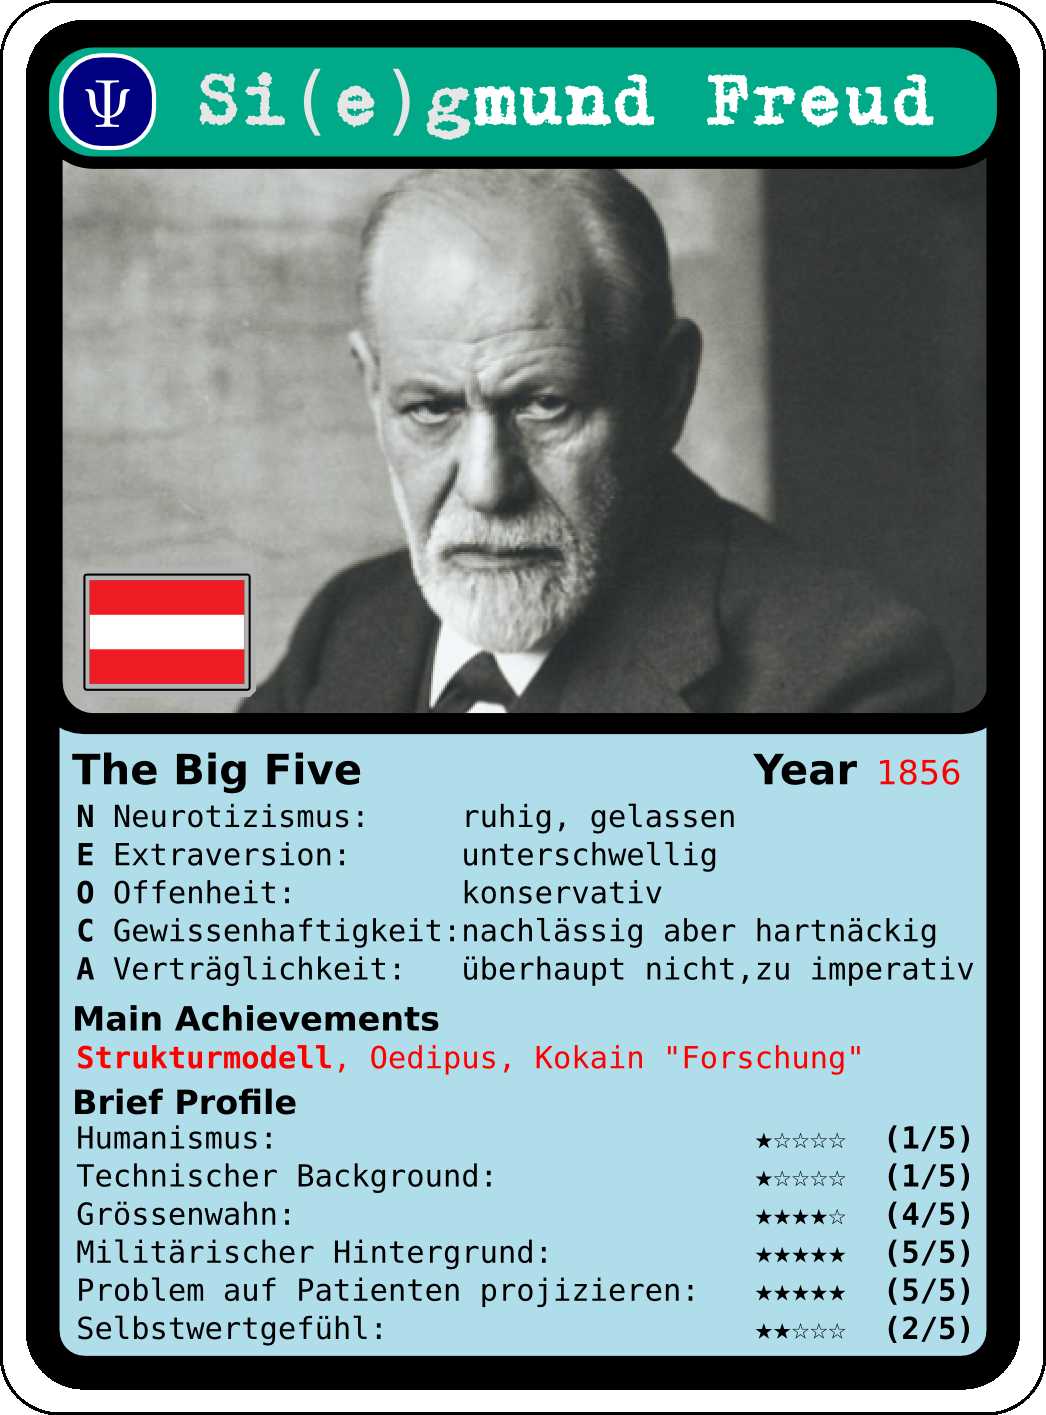 Ψ Si(e)gmund Freud
The Big Five Year 1856
N Neurotizismus: ruhig, gelassen
E Extraversion: unterschwellig
O Offenheit: konservativ
C Gewissenhaftigkeit:nachlässig aber hartnäckig
A Verträglichkeit: überhaupt nicht,zu imperativ
Main Achievements
Strukturmodell, Oedipus, Kokain "Forschung"
Brief Profile
Humanismus: ★☆☆☆☆ (1/5)
Technischer Background: ★☆☆☆☆ (1/5)
Grössenwahn: ★★★★☆ (4/5)
Militärischer Hintergrund: ★★★★★ (5/5)
Problem auf Patienten projizieren: ★★★★★ (5/5)
Selbstwertgefühl: ★★☆☆☆ (2/5)